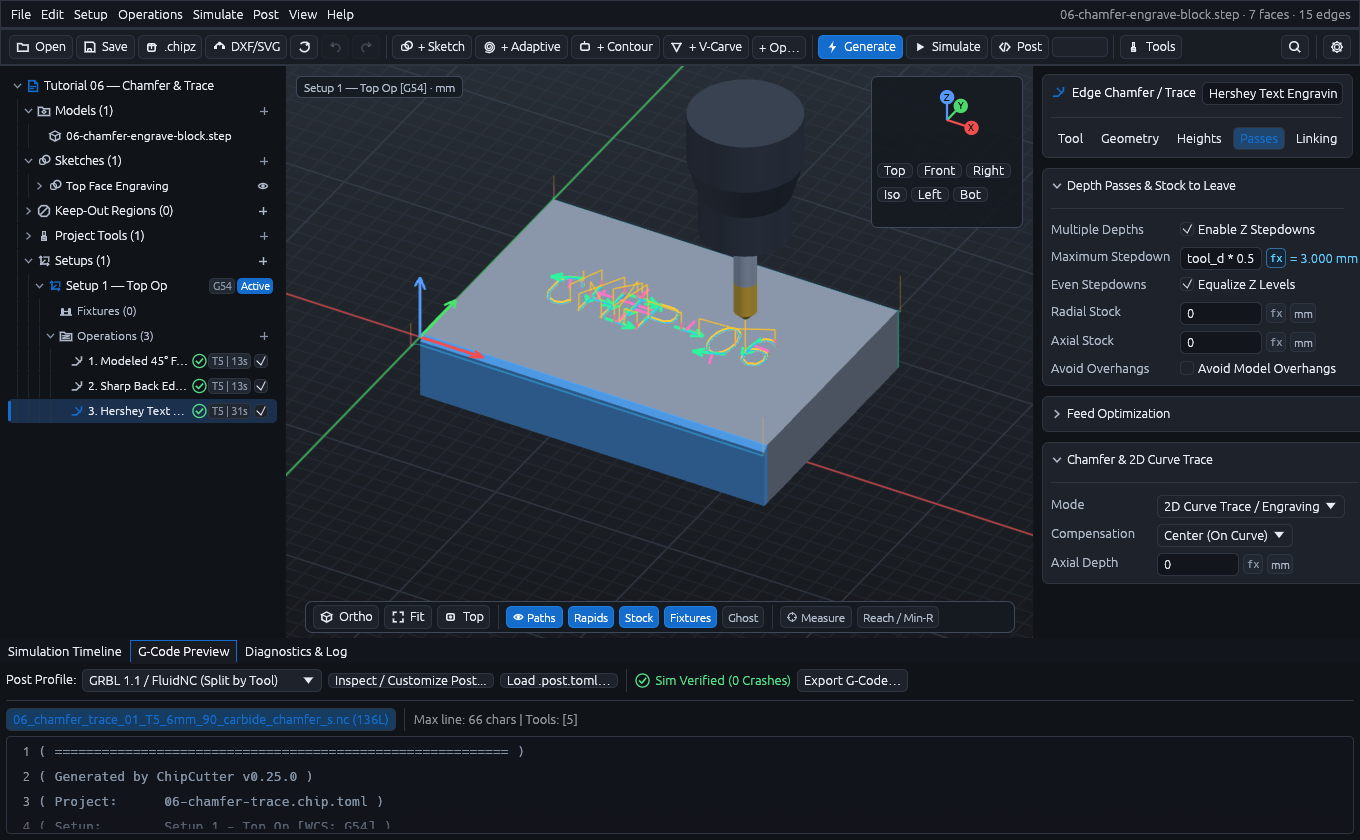 File Edit Setup Operations Simulate Post View Help 06-chamfer-engrave-block.step · 7 faces · 15 edges
Open Save .chipz DXF/SVG + Sketch + Adaptive + Contour + V-Carve + Op... Generate Simulate Post Tools
Tutorial 06 — Chamfer & Trace
Models (1) +
06-chamfer-engrave-block.step
Sketches (1) +
Top Face Engraving
Keep-Out Regions (0) +
Project Tools (1) +
Setups (1) +
Setup 1 — Top Op G54 Active
Fixtures (0)
Operations (3) +
1. Modeled 45° F... T5 | 13s
2. Sharp Back Ed... T5 | 13s
3. Hershey Text ... T5 | 31s
Setup 1 — Top Op [G54] · mm
Z
Y
X
Top Front Right
Iso Left Bot
Ortho Fit Top Paths Rapids Stock Fixtures Ghost Measure Reach / Min-R
Edge Chamfer / Trace Hershey Text Engravin
Tool Geometry Heights Passes Linking
Depth Passes & Stock to Leave
Multiple Depths Enable Z Stepdowns
Maximum Stepdown tool_d * 0.5 fx = 3.000 mm
Even Stepdowns Equalize Z Levels
Radial Stock 0 fx mm
Axial Stock 0 fx mm
Avoid Overhangs Avoid Model Overhangs
Feed Optimization
Chamfer & 2D Curve Trace
Mode 2D Curve Trace / Engraving
Compensation Center (On Curve)
Axial Depth 0 fx mm
Simulation Timeline G-Code Preview Diagnostics & Log
Post Profile: GRBL 1.1 / FluidNC (Split by Tool) Inspect / Customize Post... Load .post.toml... Sim Verified (0 Crashes) Export G-Code...
06_chamfer_trace_01_T5_6mm_90_carbide_chamfer_s.nc (136L) Max line: 66 chars | Tools: [5]
1 ( ========================================================== )
2 ( Generated by ChipCutter v0.25.0 )
3 ( Project: 06-chamfer-trace.chip.toml )
4 ( Setup: Setup 1 - Top Op [WCS: G54] )